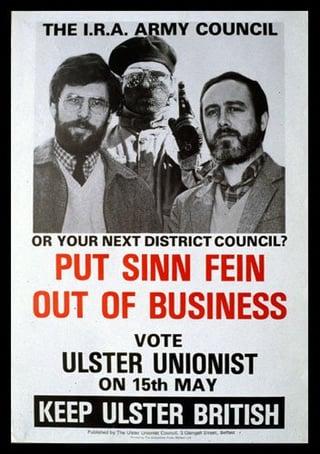 THE I.R.A. ARMY COUNCIL
OR YOUR NEXT DISTRICT COUNCIL?
PUT SINN FEIN
OUT OF BUSINESS
VOTE
ULSTER UNIONIST
ON 15th MAY
KEEP ULSTER BRITISH
Published by The Ulster Unionist Council, 3 Glengall Street, Belfast